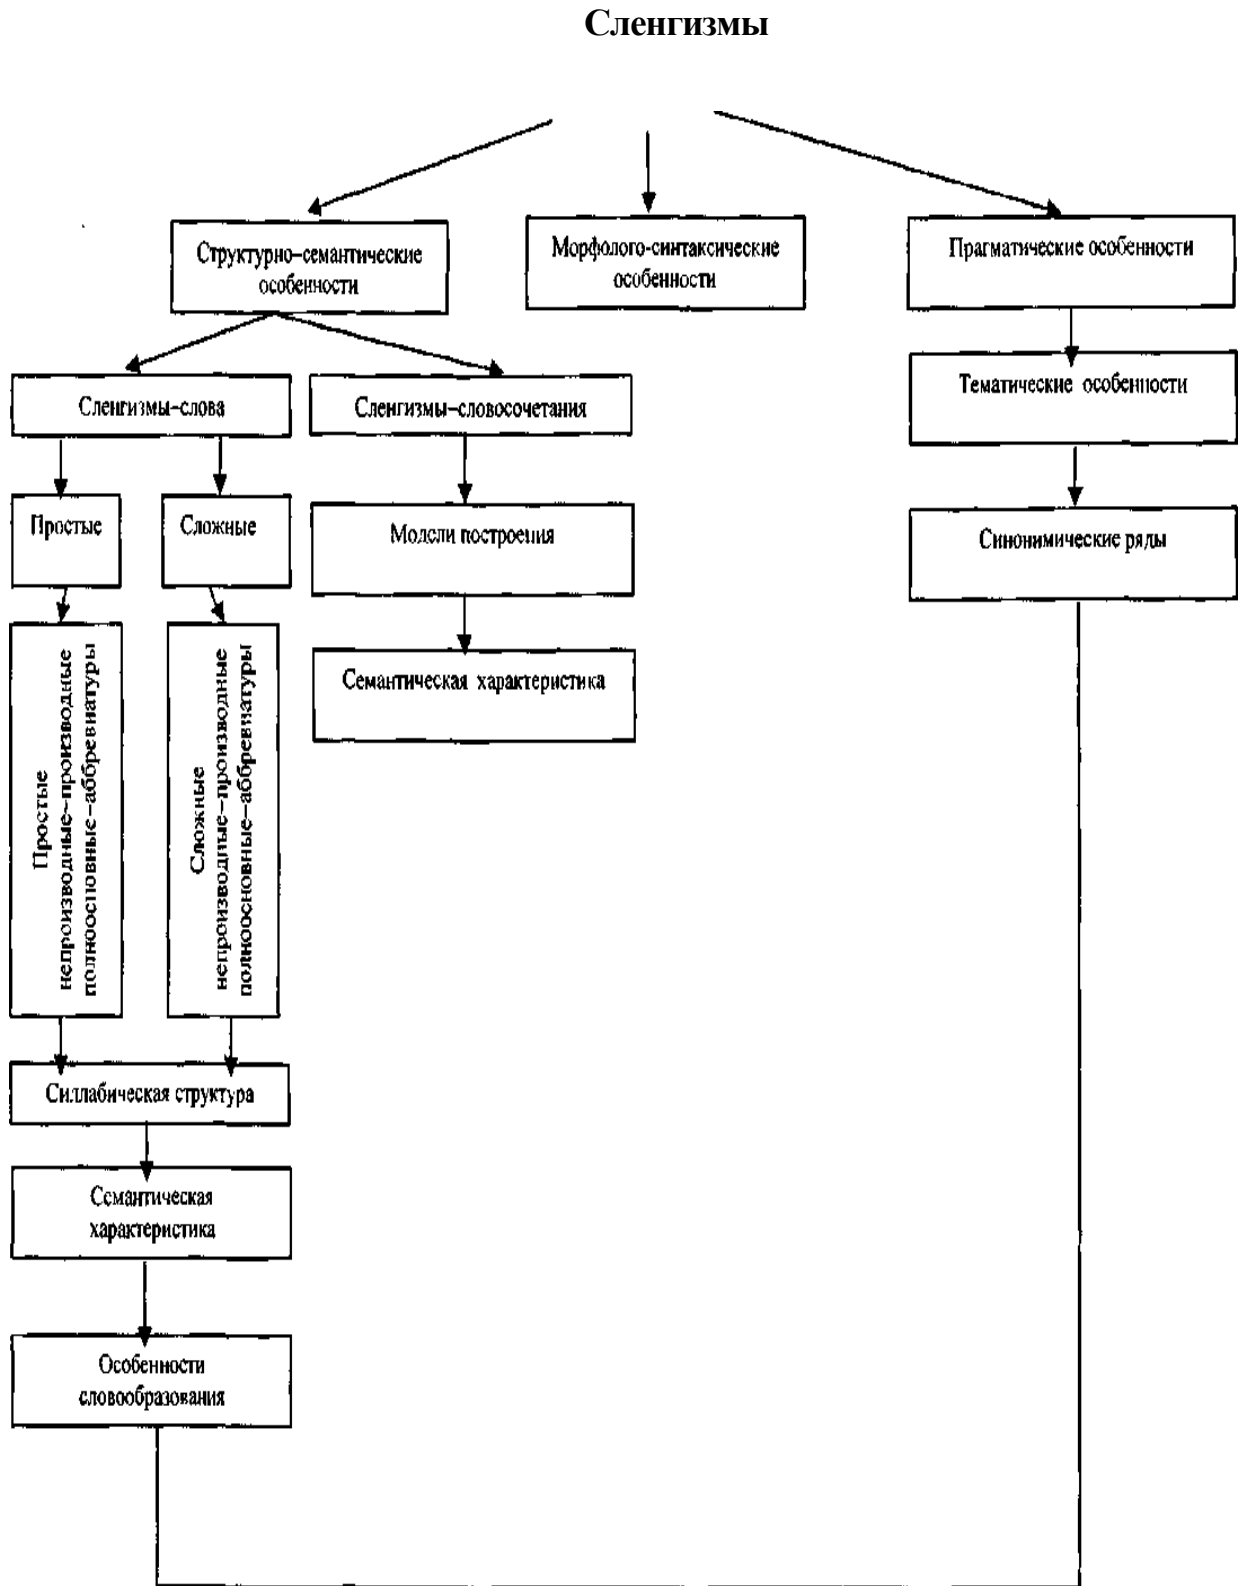 Сленгизмы
Структурно-семантические
особенности
Морфолого-синтаксические
особенности
Прагматические особенности
Сленгизмы-слова
Сленгизмы-словосочетания
Тематические особенности
Простые
Сложные
Модели построения
Синонимические ряды
Простые
непроизводные-производные
полноосновные-аббревиатуры
Сложные
непроизводные-производные
полноосновные-аббревиатуры
Семантическая характеристика
Силлабическая структура
Семантическая
характеристика
Особенности
словообразования